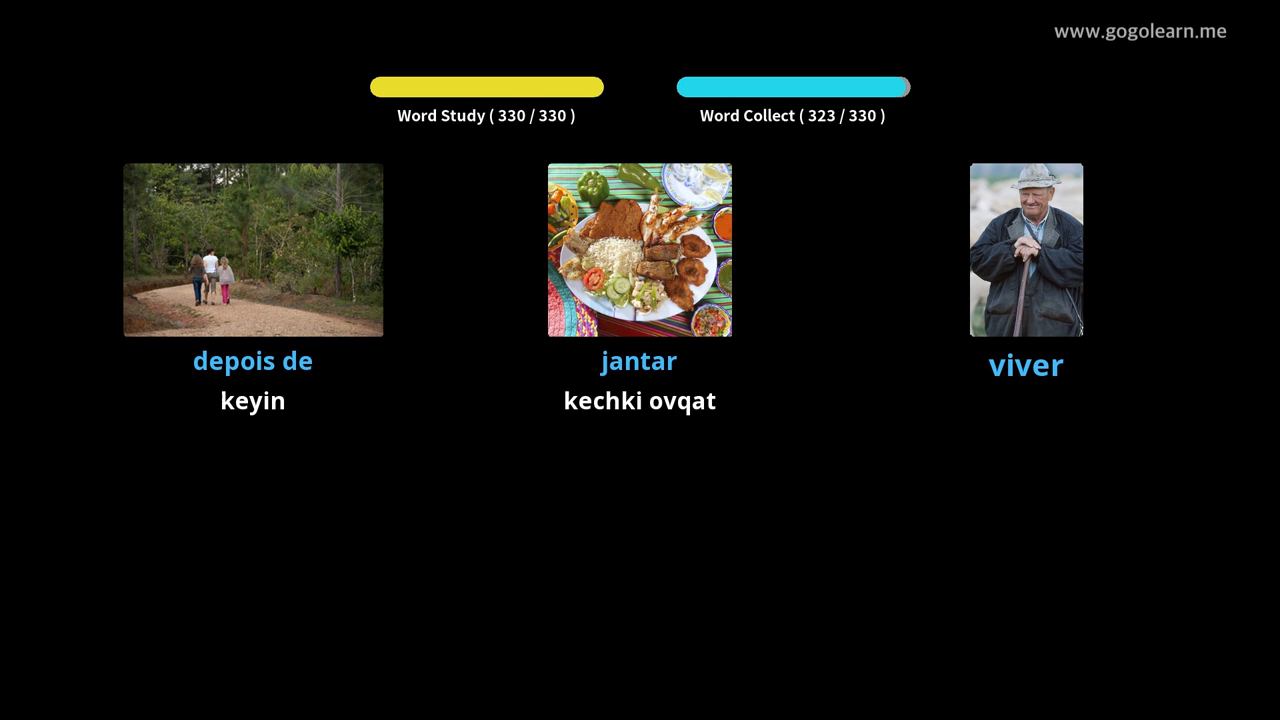 www.gogolearn.me
Word Study ( 330 / 330 )
Word Collect ( 323 / 330 )
depois de
keyin
jantar
kechki ovqat
viver